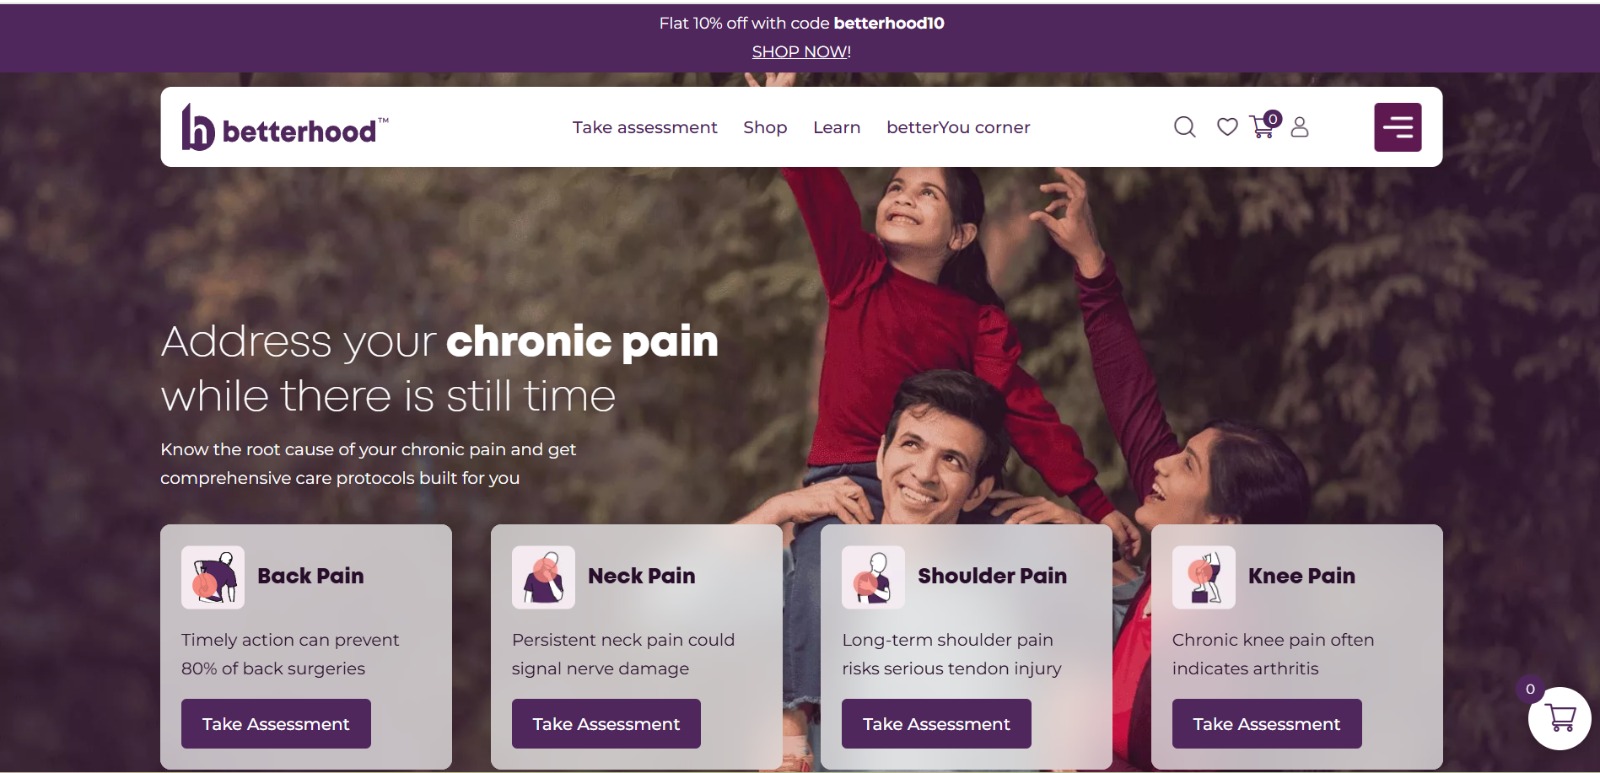 Flat 10% off with code betterhood10
SHOP NOW!
betterhood™
Take assessment
Shop
Learn
betterYou corner
0
Address your chronic pain
while there is still time
Know the root cause of your chronic pain and get
comprehensive care protocols built for you
Back Pain
Timely action can prevent
80% of back surgeries
Take Assessment
Neck Pain
Persistent neck pain could
signal nerve damage
Take Assessment
Shoulder Pain
Long-term shoulder pain
risks serious tendon injury
Take Assessment
Knee Pain
Chronic knee pain often
indicates arthritis
Take Assessment
0